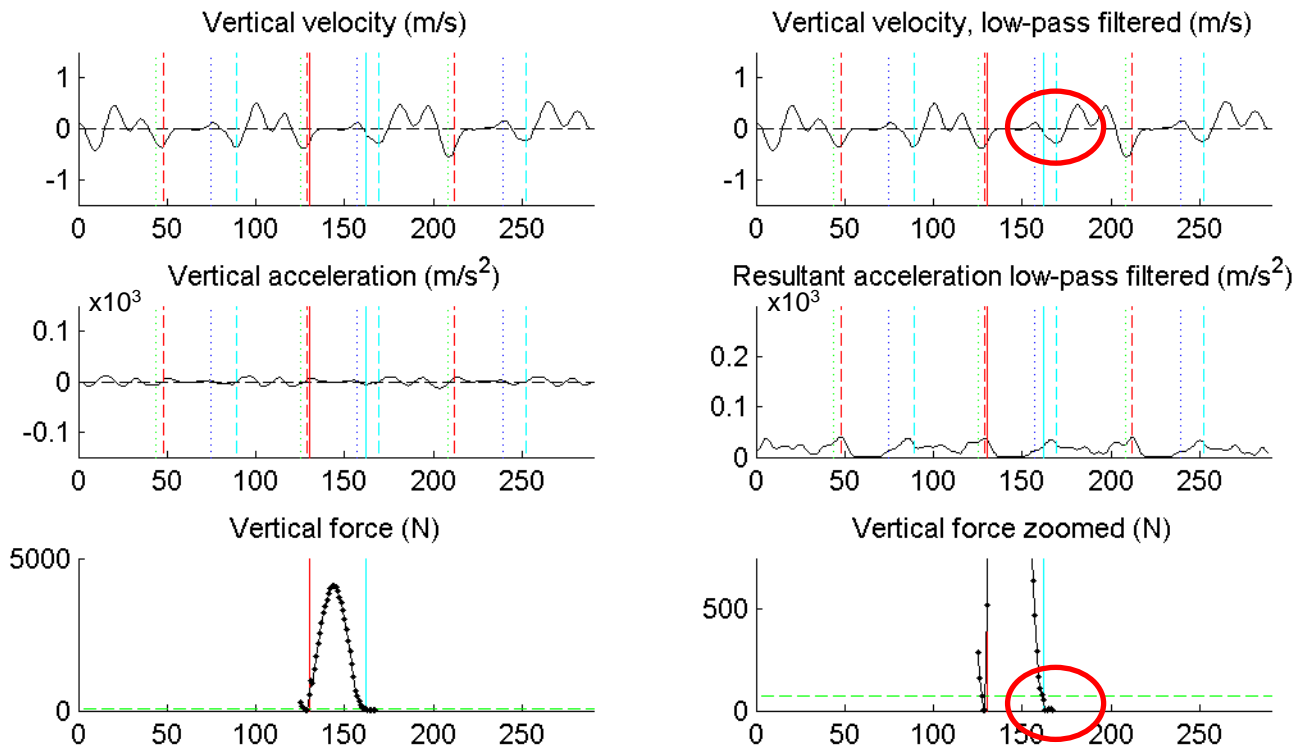 Vertical velocity (m/s)
1
0
-1
0 50 100 150 200 250
Vertical velocity, low-pass filtered (m/s)
1
0
-1
0 50 100 150 200 250
Vertical acceleration (m/s²)
x10³
0.1
0
-0.1
0 50 100 150 200 250
Resultant acceleration low-pass filtered (m/s²)
x10³
0.2
0.1
0
0 50 100 150 200 250
Vertical force (N)
5000
0
0 50 100 150 200 250
Vertical force zoomed (N)
500
0
0 50 100 150 200 250